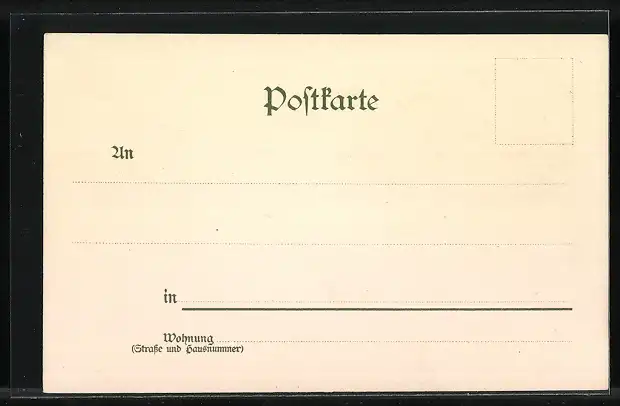 Poſtkarte
An
in
Wohnung
(Straße und Hausnummer)